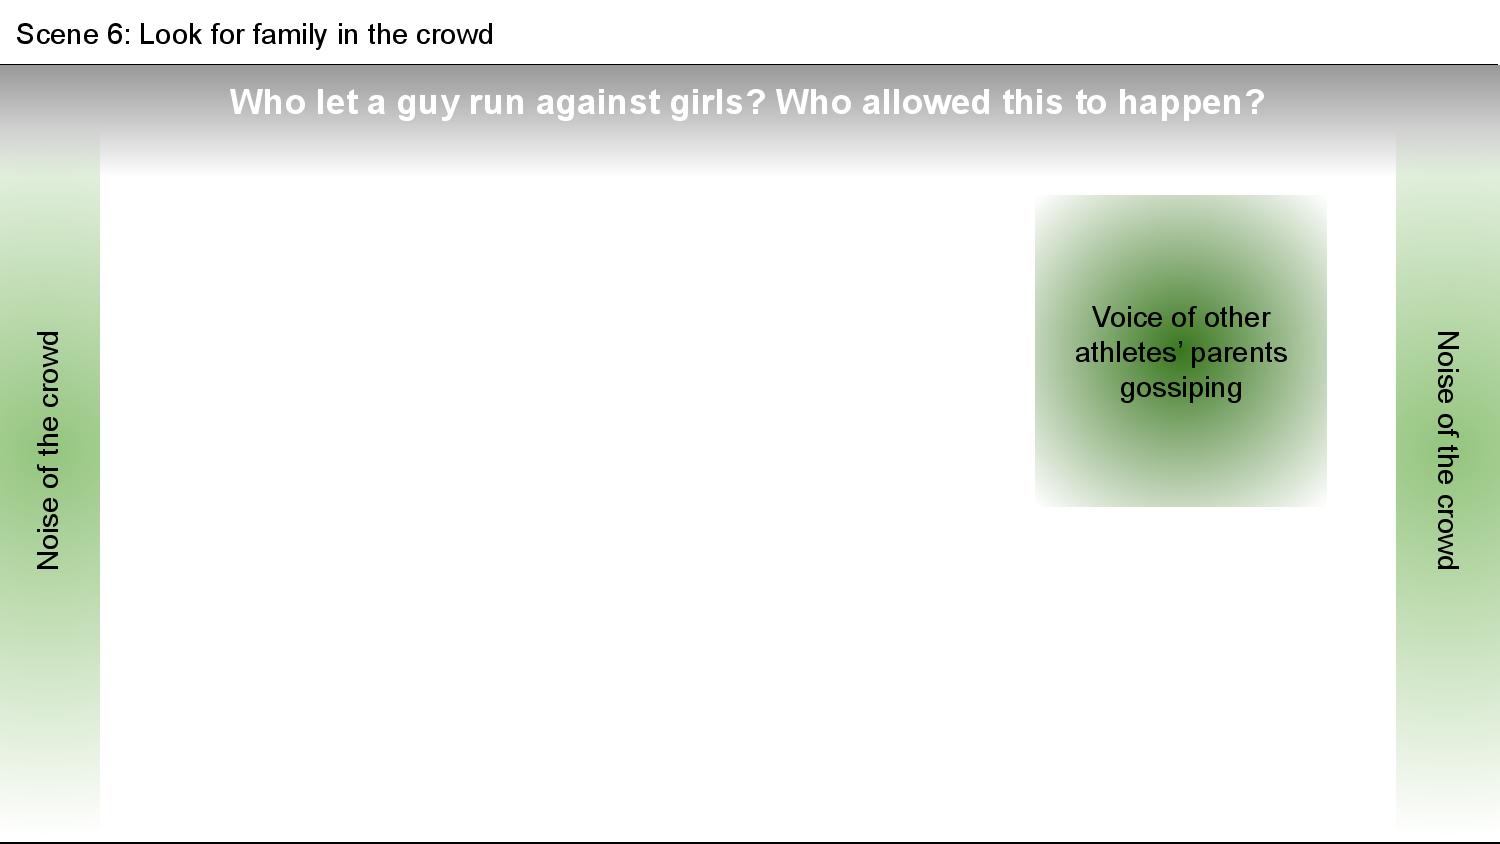 Scene 6: Look for family in the crowd
Who let a guy run against girls? Who allowed this to happen?
Noise of the crowd
Voice of other
athletes’ parents
gossiping
Noise of the crowd